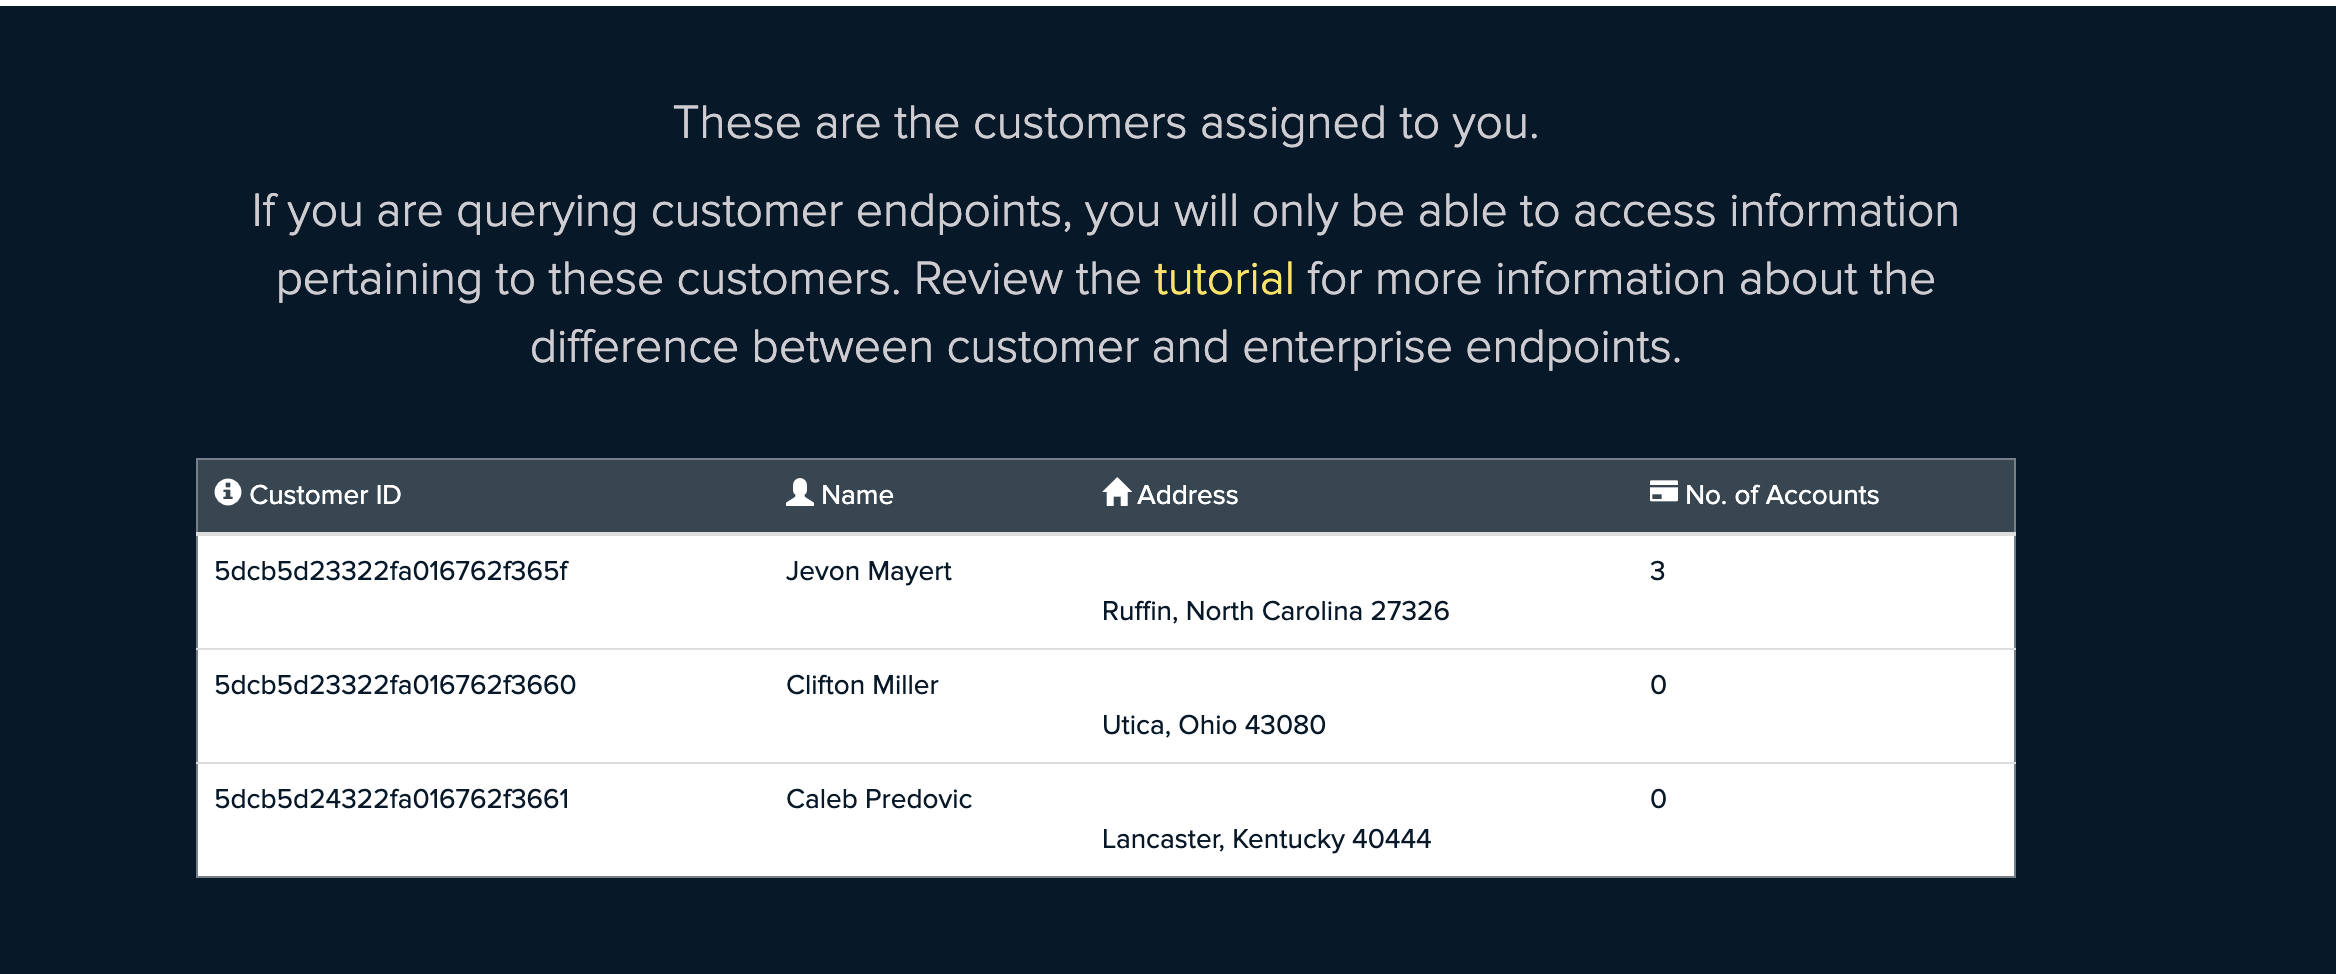 These are the customers assigned to you.
If you are querying customer endpoints, you will only be able to access information
pertaining to these customers. Review the tutorial for more information about the
difference between customer and enterprise endpoints.
Customer ID Name Address No. of Accounts
5dcb5d23322fa016762f365f Jevon Mayert 3
Ruffin, North Carolina 27326
5dcb5d23322fa016762f3660 Clifton Miller 0
Utica, Ohio 43080
5dcb5d24322fa016762f3661 Caleb Predovic 0
Lancaster, Kentucky 40444